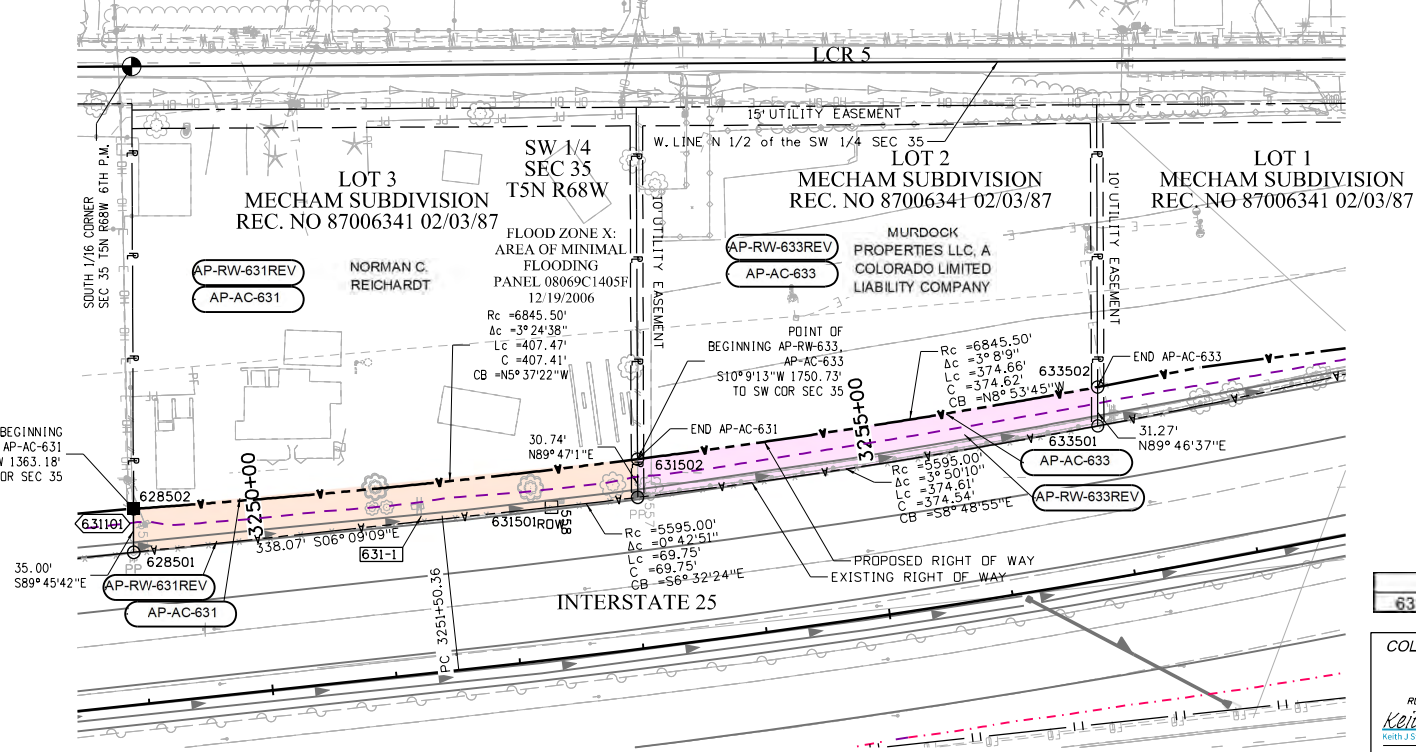 LCR 5
15' UTILITY EASEMENT
W. LINE N 1/2 of the SW 1/4 SEC 35
SOUTH 1/16 CORNER
SEC 35 T5N R68W 6TH P.M.
SW 1/4
SEC 35
T5N R68W
LOT 3
MECHAM SUBDIVISION
REC. NO 87006341 02/03/87
LOT 2
MECHAM SUBDIVISION
REC. NO 87006341 02/03/87
LOT 1
MECHAM SUBDIVISION
REC. NO 87006341 02/03/87
10' UTILITY EASEMENT
10' UTILITY EASEMENT
AP-RW-631REV
AP-AC-631
NORMAN C.
REICHARDT
FLOOD ZONE X:
AREA OF MINIMAL
FLOODING
PANEL 08069C1405F
12/19/2006
AP-RW-633REV
AP-AC-633
MURDOCK
PROPERTIES LLC, A
COLORADO LIMITED
LIABILITY COMPANY
Rc =6845.50'
Δc =3°24'38"
Lc =407.47'
C =407.41'
CB =N5°37'22"W
POINT OF
BEGINNING AP-RW-633,
AP-AC-633
S10°9'13"W 1750.73'
TO SW COR SEC 35
Rc =6845.50'
Δc =3°8'9"
Lc =374.66'
C =374.62'
CB =N8°53'45"W
633502
END AP-AC-633
3255+00
END AP-AC-631
30.74'
N89°47'1"E
631502
31.27'
N89°46'37"E
633501
AP-AC-633
AP-RW-633REV
BEGINNING
AP-AC-631
W 1363.18'
OR SEC 35
628502
631101
3250+00
Rc =5595.00'
Δc =3°50'10"
Lc =374.61'
C =374.54'
CB =S8°48'55"E
338.07' S06°09'09"E
631501
ROW
558
557
PP
631-1
628501
PP
35.00'
S89°45'42"E
AP-RW-631REV
AP-AC-631
Rc =5595.00'
Δc =0°42'51"
Lc =69.75'
C =69.75'
CB =S6°32'24"E
PROPOSED RIGHT OF WAY
EXISTING RIGHT OF WAY
INTERSTATE 25
PC 3251+50.36
63
COL
Keith J S